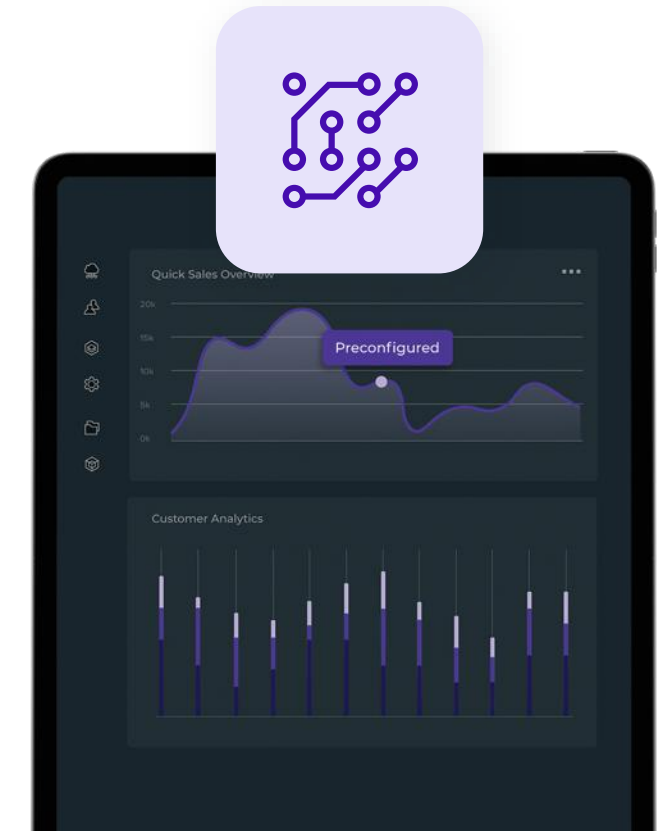 Quick Sales Overview
20k
15k
Preconfigured
10k
5k
0k
Customer Analytics